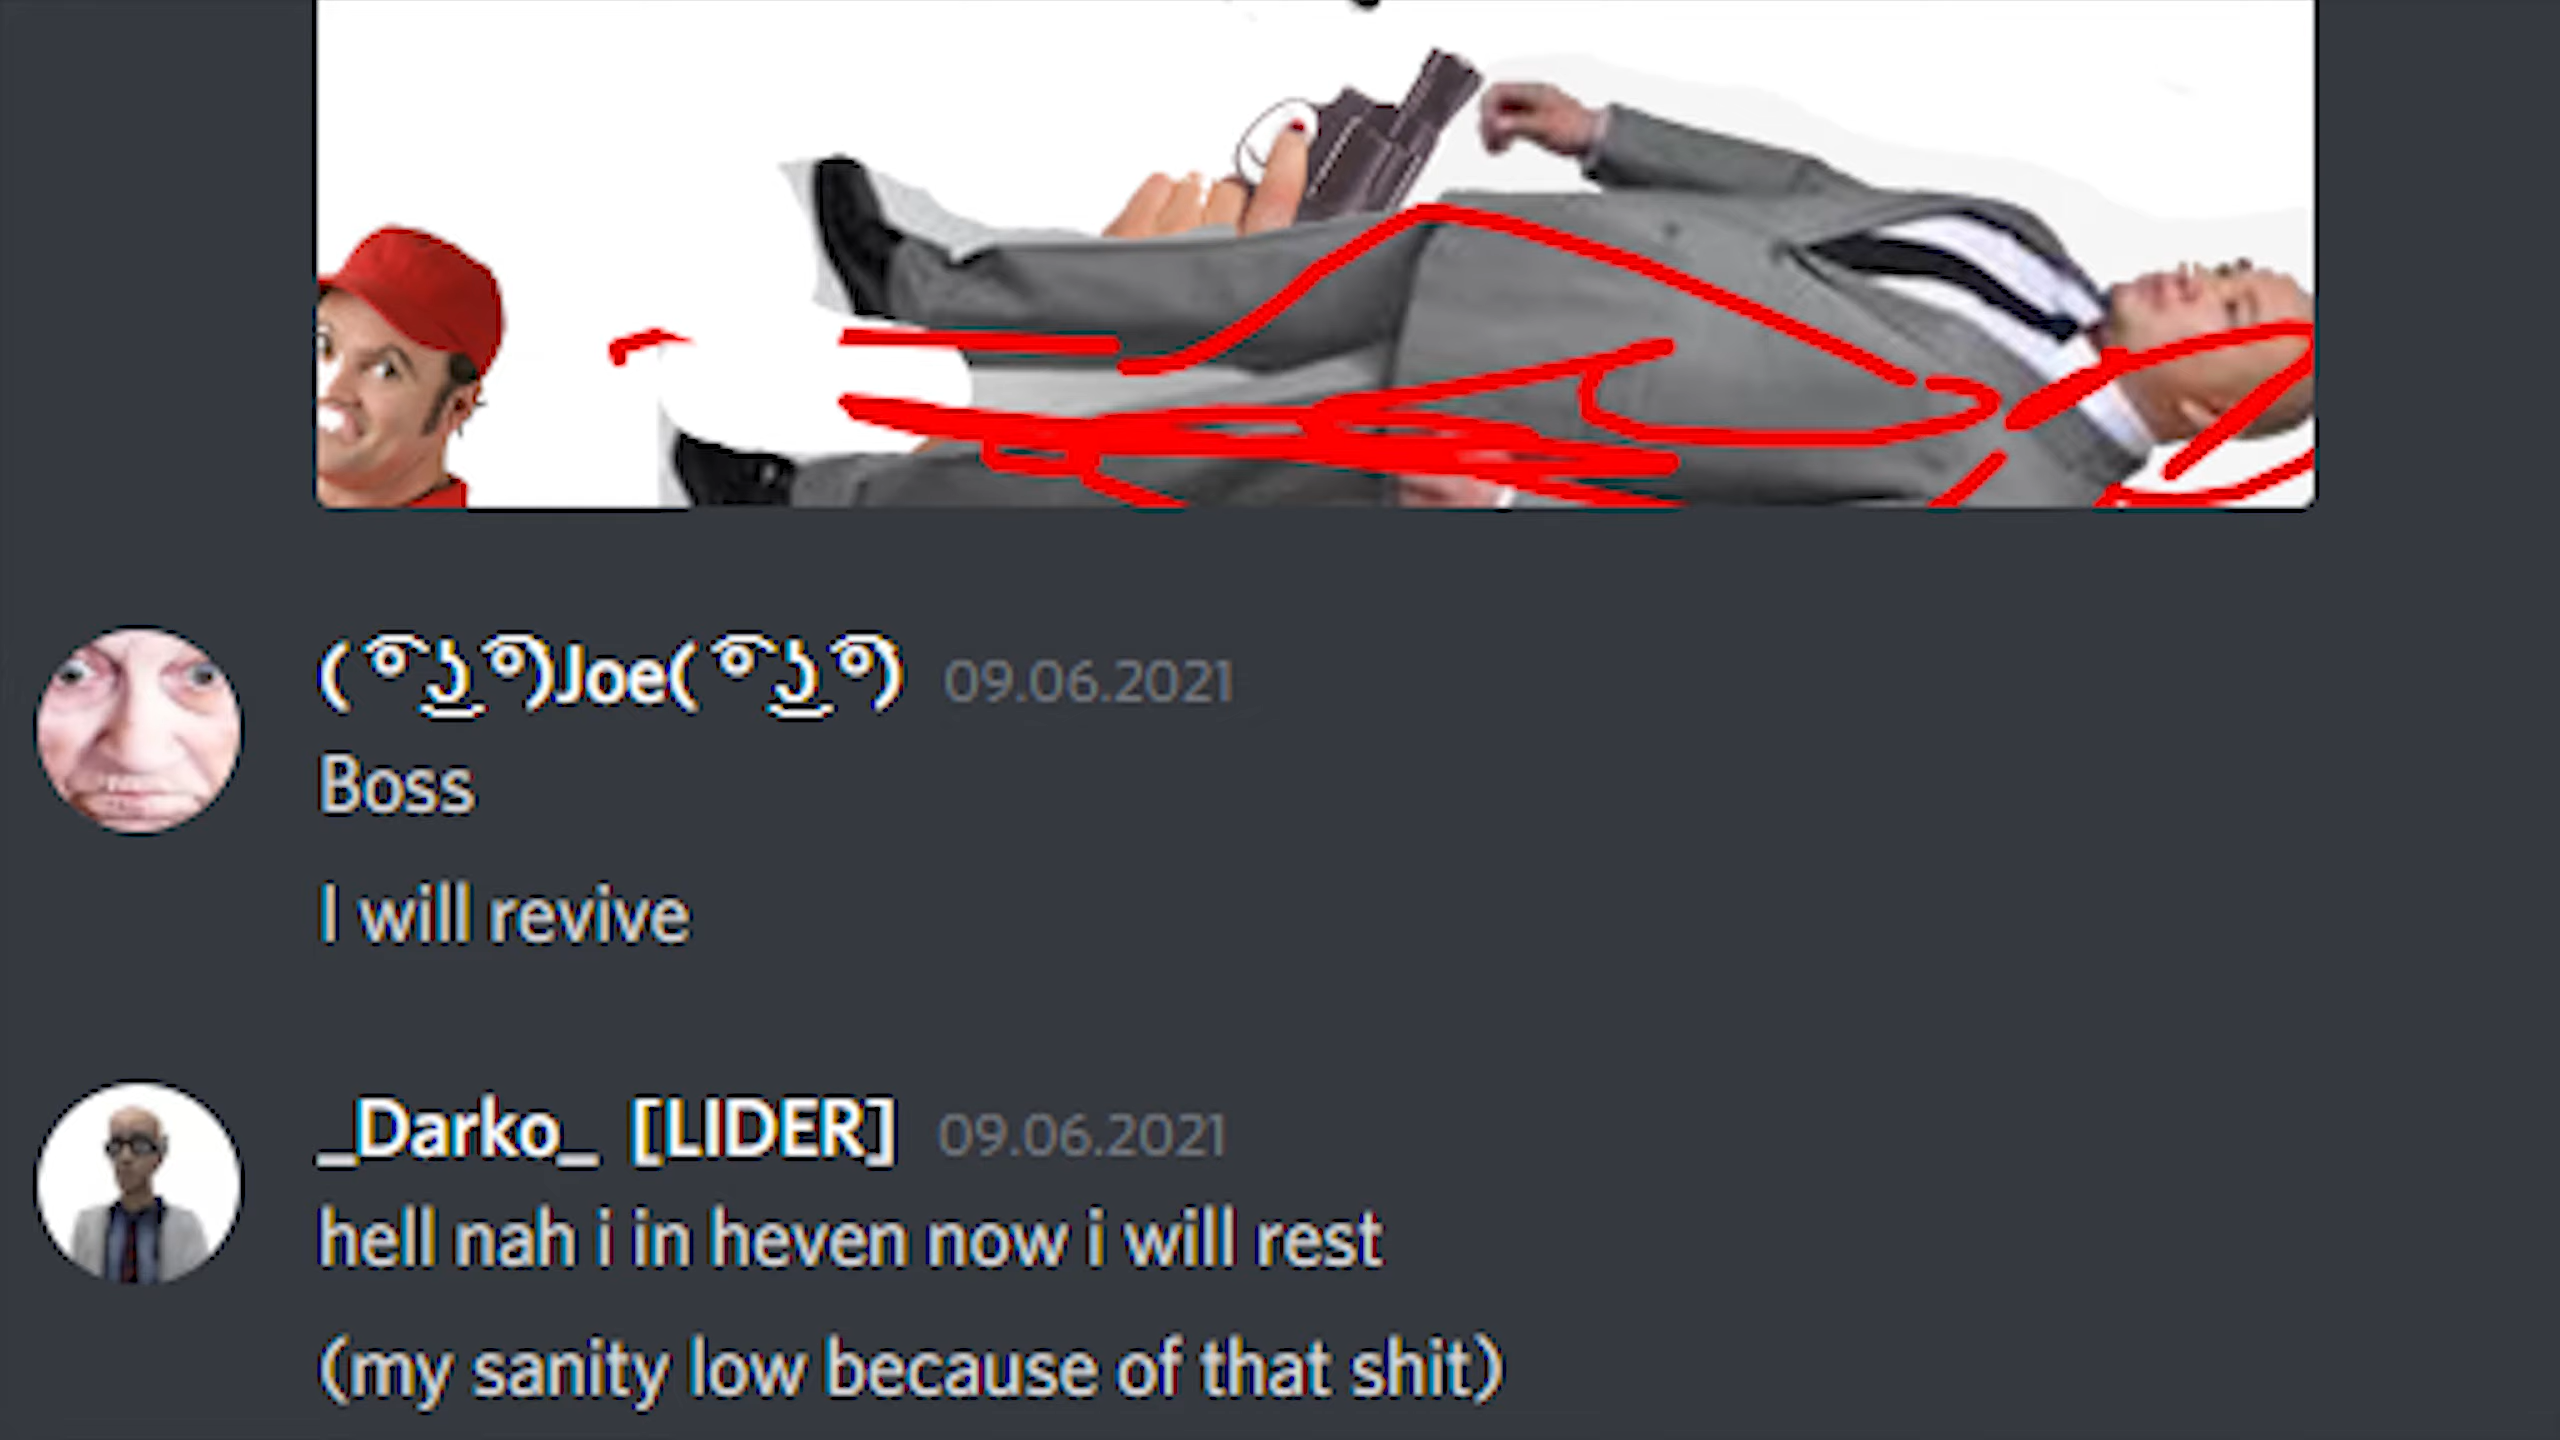 ( ͡° ͜ʖ ͡°)Joe( ͡° ͜ʖ ͡°) 09.06.2021
Boss
I will revive
_Darko_ [LIDER] 09.06.2021
hell nah i in heven now i will rest
(my sanity low because of that shit)